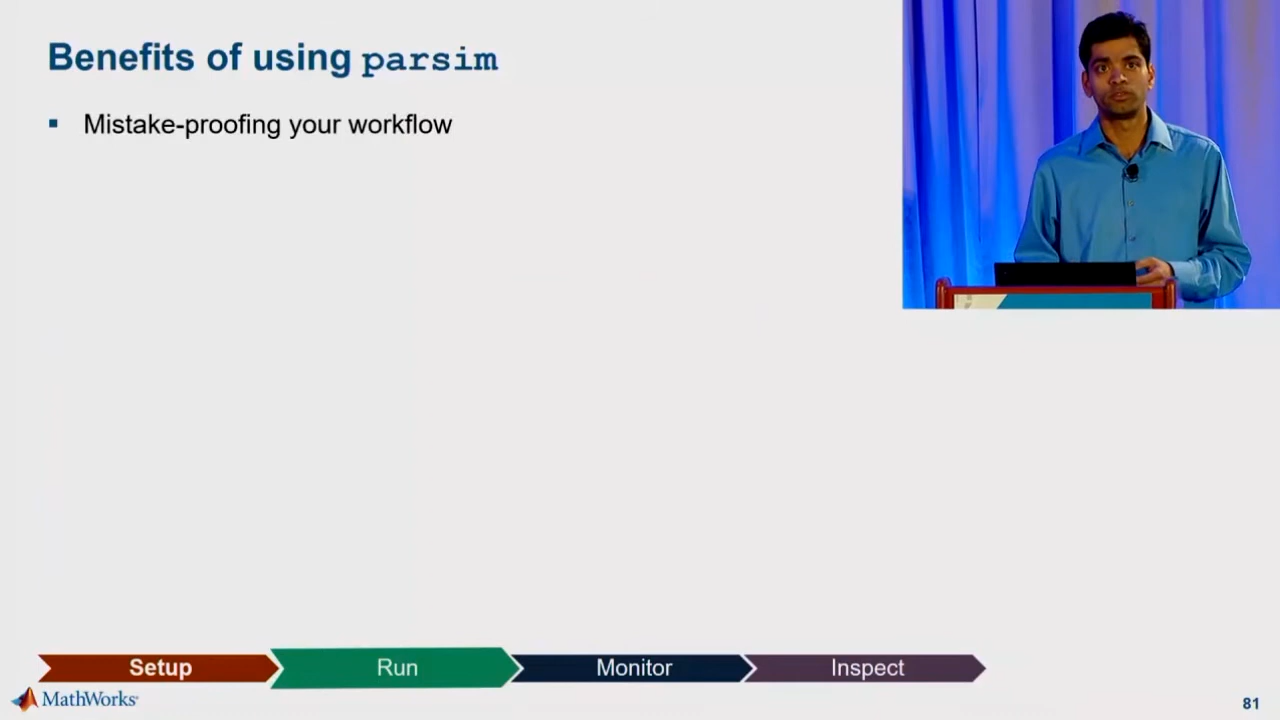 Benefits of using parsim
▪ Mistake-proofing your workflow
Setup Run Monitor Inspect
MathWorks®
81